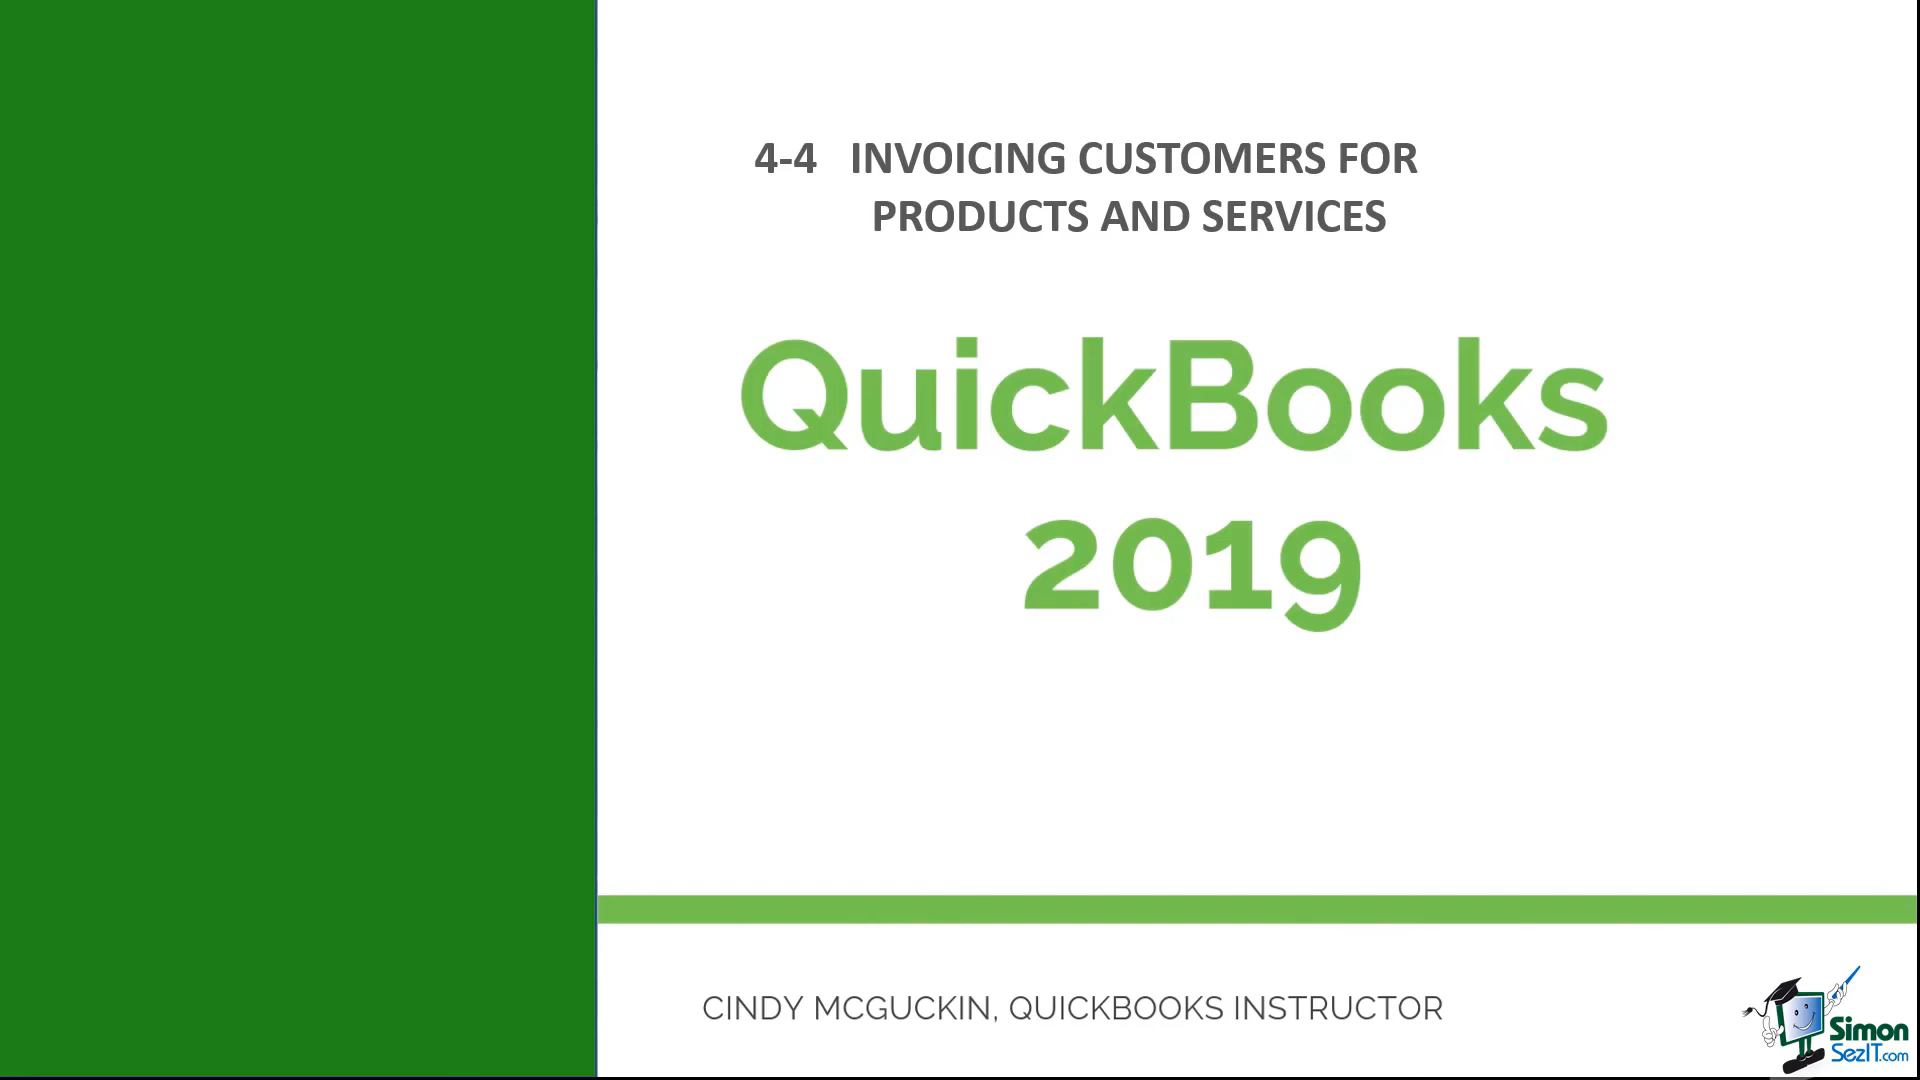 4-4 INVOICING CUSTOMERS FOR
PRODUCTS AND SERVICES
QuickBooks
2019
CINDY MCGUCKIN, QUICKBOOKS INSTRUCTOR
Simon
SezIT.com